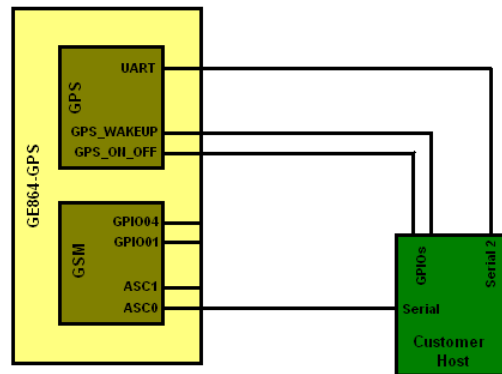 GE864-GPS
GPS
UART
GPS_WAKEUP
GPS_ON_OFF
GSM
GPIO04
GPIO01
ASC1
ASC0
GPIOs
Serial 2
Serial
Customer
Host